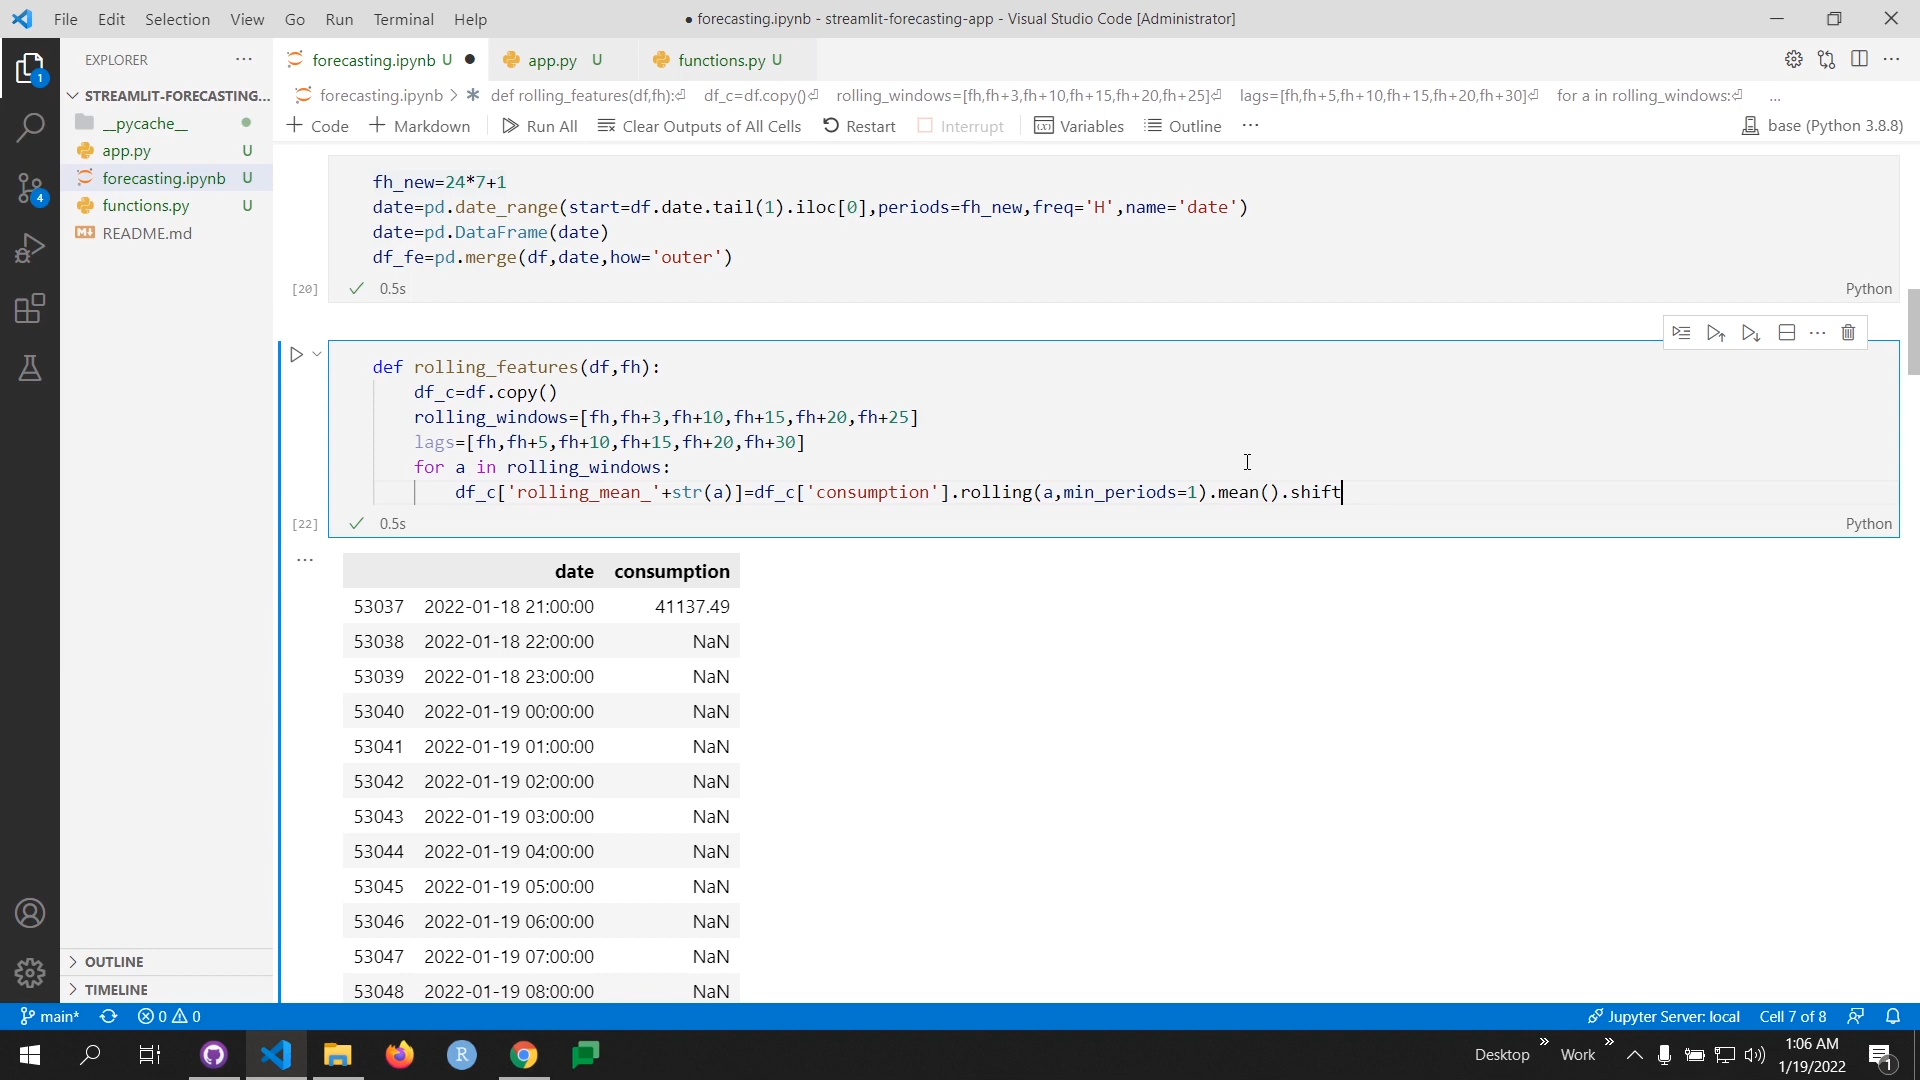 File Edit Selection View Go Run Terminal Help
● forecasting.ipynb - streamlit-forecasting-app - Visual Studio Code [Administrator]
EXPLORER
forecasting.ipynb U ●
app.py U
functions.py U
STREAMLIT-FORECASTING...
forecasting.ipynb > def rolling_features(df,fh): df_c=df.copy() rolling_windows=[fh,fh+3,fh+10,fh+15,fh+20,fh+25] lags=[fh,fh+5,fh+10,fh+15,fh+20,fh+30] for a in rolling_windows: ...
__pycache__
app.py U
forecasting.ipynb U
functions.py U
README.md
+ Code + Markdown Run All Clear Outputs of All Cells Restart Interrupt Variables Outline ... base (Python 3.8.8)
fh_new=24*7+1
date=pd.date_range(start=df.date.tail(1).iloc[0],periods=fh_new,freq='H',name='date')
date=pd.DataFrame(date)
df_fe=pd.merge(df,date,how='outer')
[20] 0.5s Python
def rolling_features(df,fh):
df_c=df.copy()
rolling_windows=[fh,fh+3,fh+10,fh+15,fh+20,fh+25]
lags=[fh,fh+5,fh+10,fh+15,fh+20,fh+30]
for a in rolling_windows:
df_c['rolling_mean_'+str(a)]=df_c['consumption'].rolling(a,min_periods=1).mean().shift
[22] 0.5s Python
date consumption
53037 2022-01-18 21:00:00 41137.49
53038 2022-01-18 22:00:00 NaN
53039 2022-01-18 23:00:00 NaN
53040 2022-01-19 00:00:00 NaN
53041 2022-01-19 01:00:00 NaN
53042 2022-01-19 02:00:00 NaN
53043 2022-01-19 03:00:00 NaN
53044 2022-01-19 04:00:00 NaN
53045 2022-01-19 05:00:00 NaN
53046 2022-01-19 06:00:00 NaN
53047 2022-01-19 07:00:00 NaN
53048 2022-01-19 08:00:00 NaN
OUTLINE
TIMELINE
main* 0 0 Jupyter Server: local Cell 7 of 8
Desktop » Work » 1:06 AM
1/19/2022
1
4
R
1